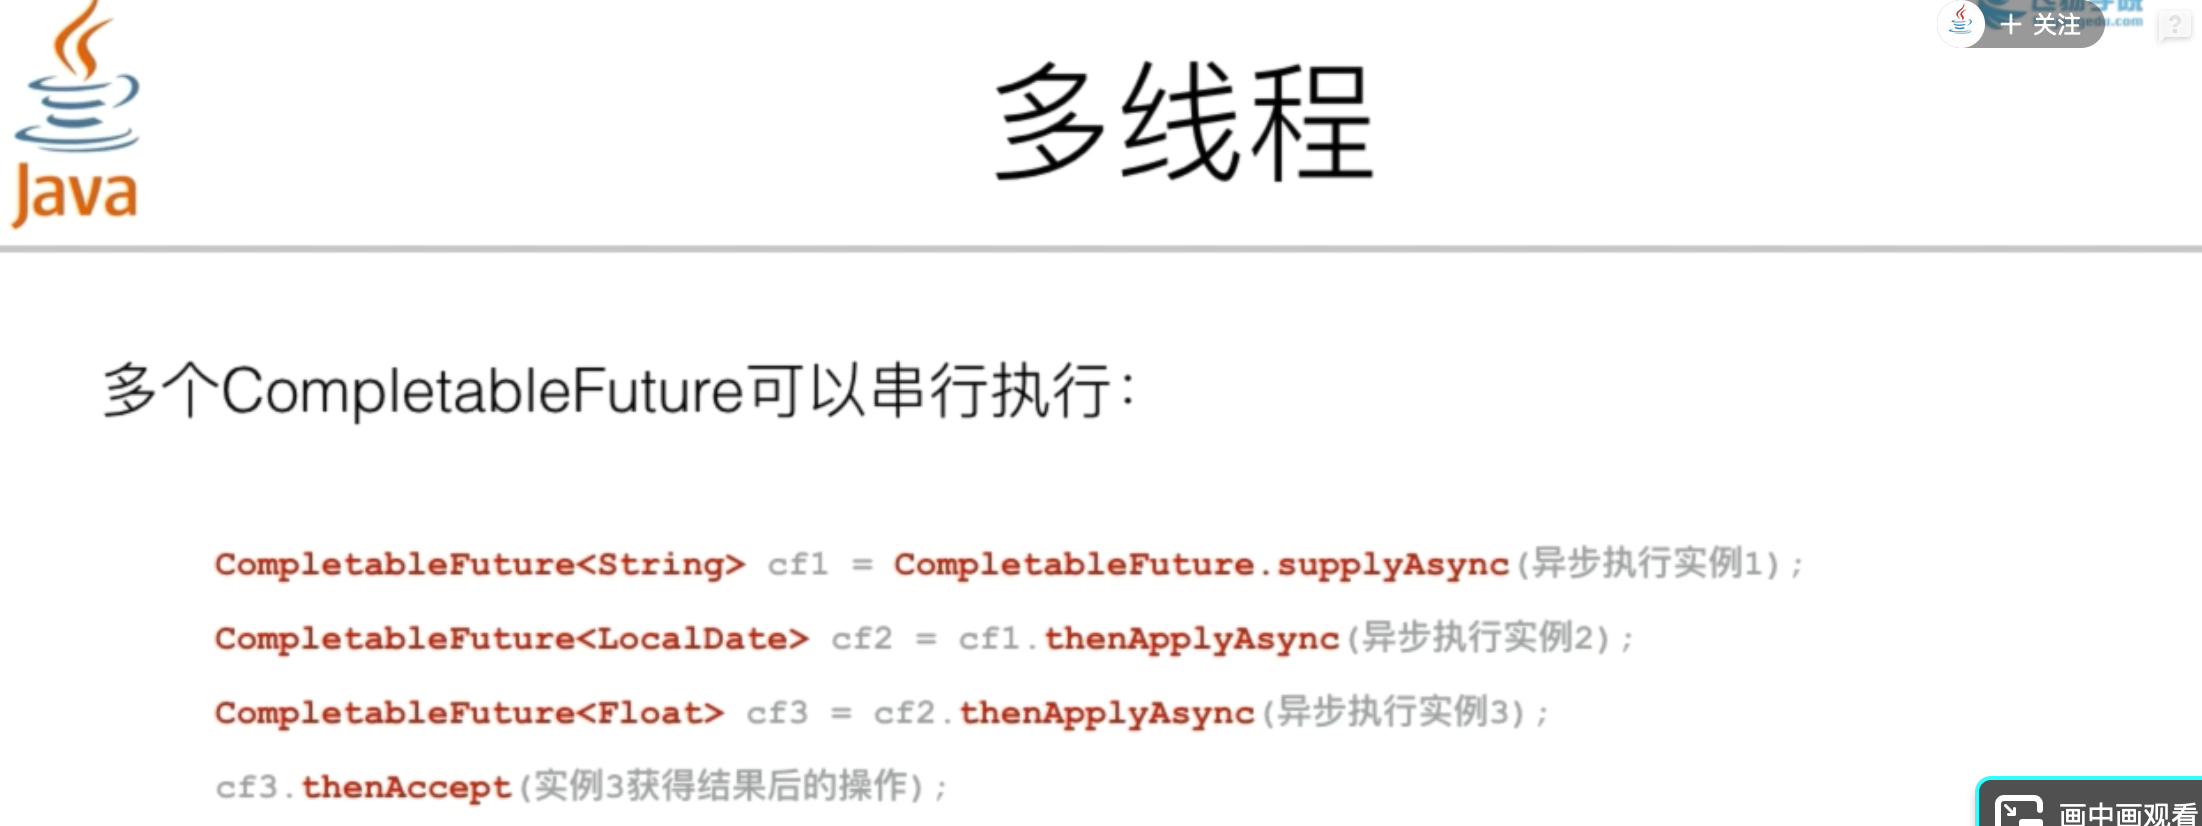 关注
edu.com
Java
多线程
多个CompletableFuture可以串行执行：
CompletableFuture<String> cf1 = CompletableFuture.supplyAsync(异步执行实例1);
CompletableFuture<LocalDate> cf2 = cf1.thenApplyAsync(异步执行实例2);
CompletableFuture<Float> cf3 = cf2.thenApplyAsync(异步执行实例3);
cf3.thenAccept(实例3获得结果后的操作);
画中画观看